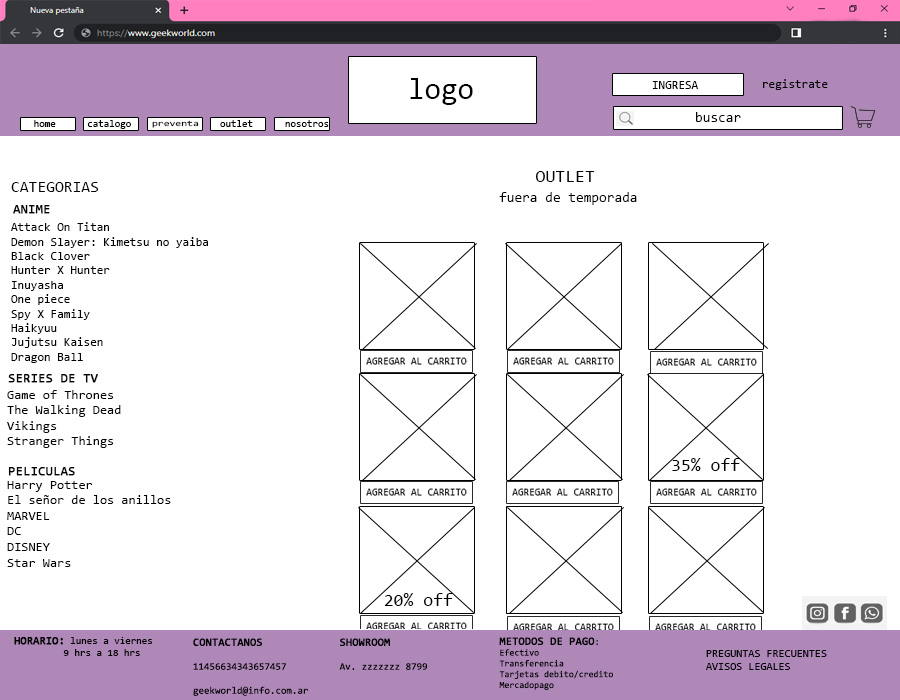 Nueva pestaña
https://www.geekworld.com
logo
INGRESA
registrate
home
catalogo
preventa
outlet
nosotros
buscar
CATEGORIAS
ANIME
Attack On Titan
Demon Slayer: Kimetsu no yaiba
Black Clover
Hunter X Hunter
Inuyasha
One piece
Spy X Family
Haikyuu
Jujutsu Kaisen
Dragon Ball
SERIES DE TV
Game of Thrones
The Walking Dead
Vikings
Stranger Things
PELICULAS
Harry Potter
El señor de los anillos
MARVEL
DC
DISNEY
Star Wars
OUTLET
fuera de temporada
AGREGAR AL CARRITO
AGREGAR AL CARRITO
AGREGAR AL CARRITO
35% off
AGREGAR AL CARRITO
AGREGAR AL CARRITO
AGREGAR AL CARRITO
20% off
AGREGAR AL CARRITO
AGREGAR AL CARRITO
AGREGAR AL CARRITO
HORARIO: lunes a viernes
9 hrs a 18 hrs
CONTACTANOS
11456634343657457
geekworld@info.com.ar
SHOWROOM
Av. zzzzzzz 8799
METODOS DE PAGO:
Efectivo
Transferencia
Tarjetas debito/credito
Mercadopago
PREGUNTAS FRECUENTES
AVISOS LEGALES